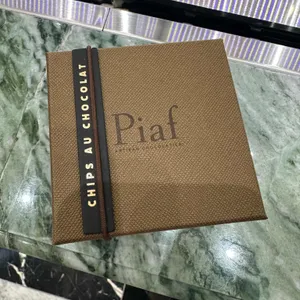 CHIPS AU CHOCOLAT
Piaf
ARTISAN CHOCOLATIER